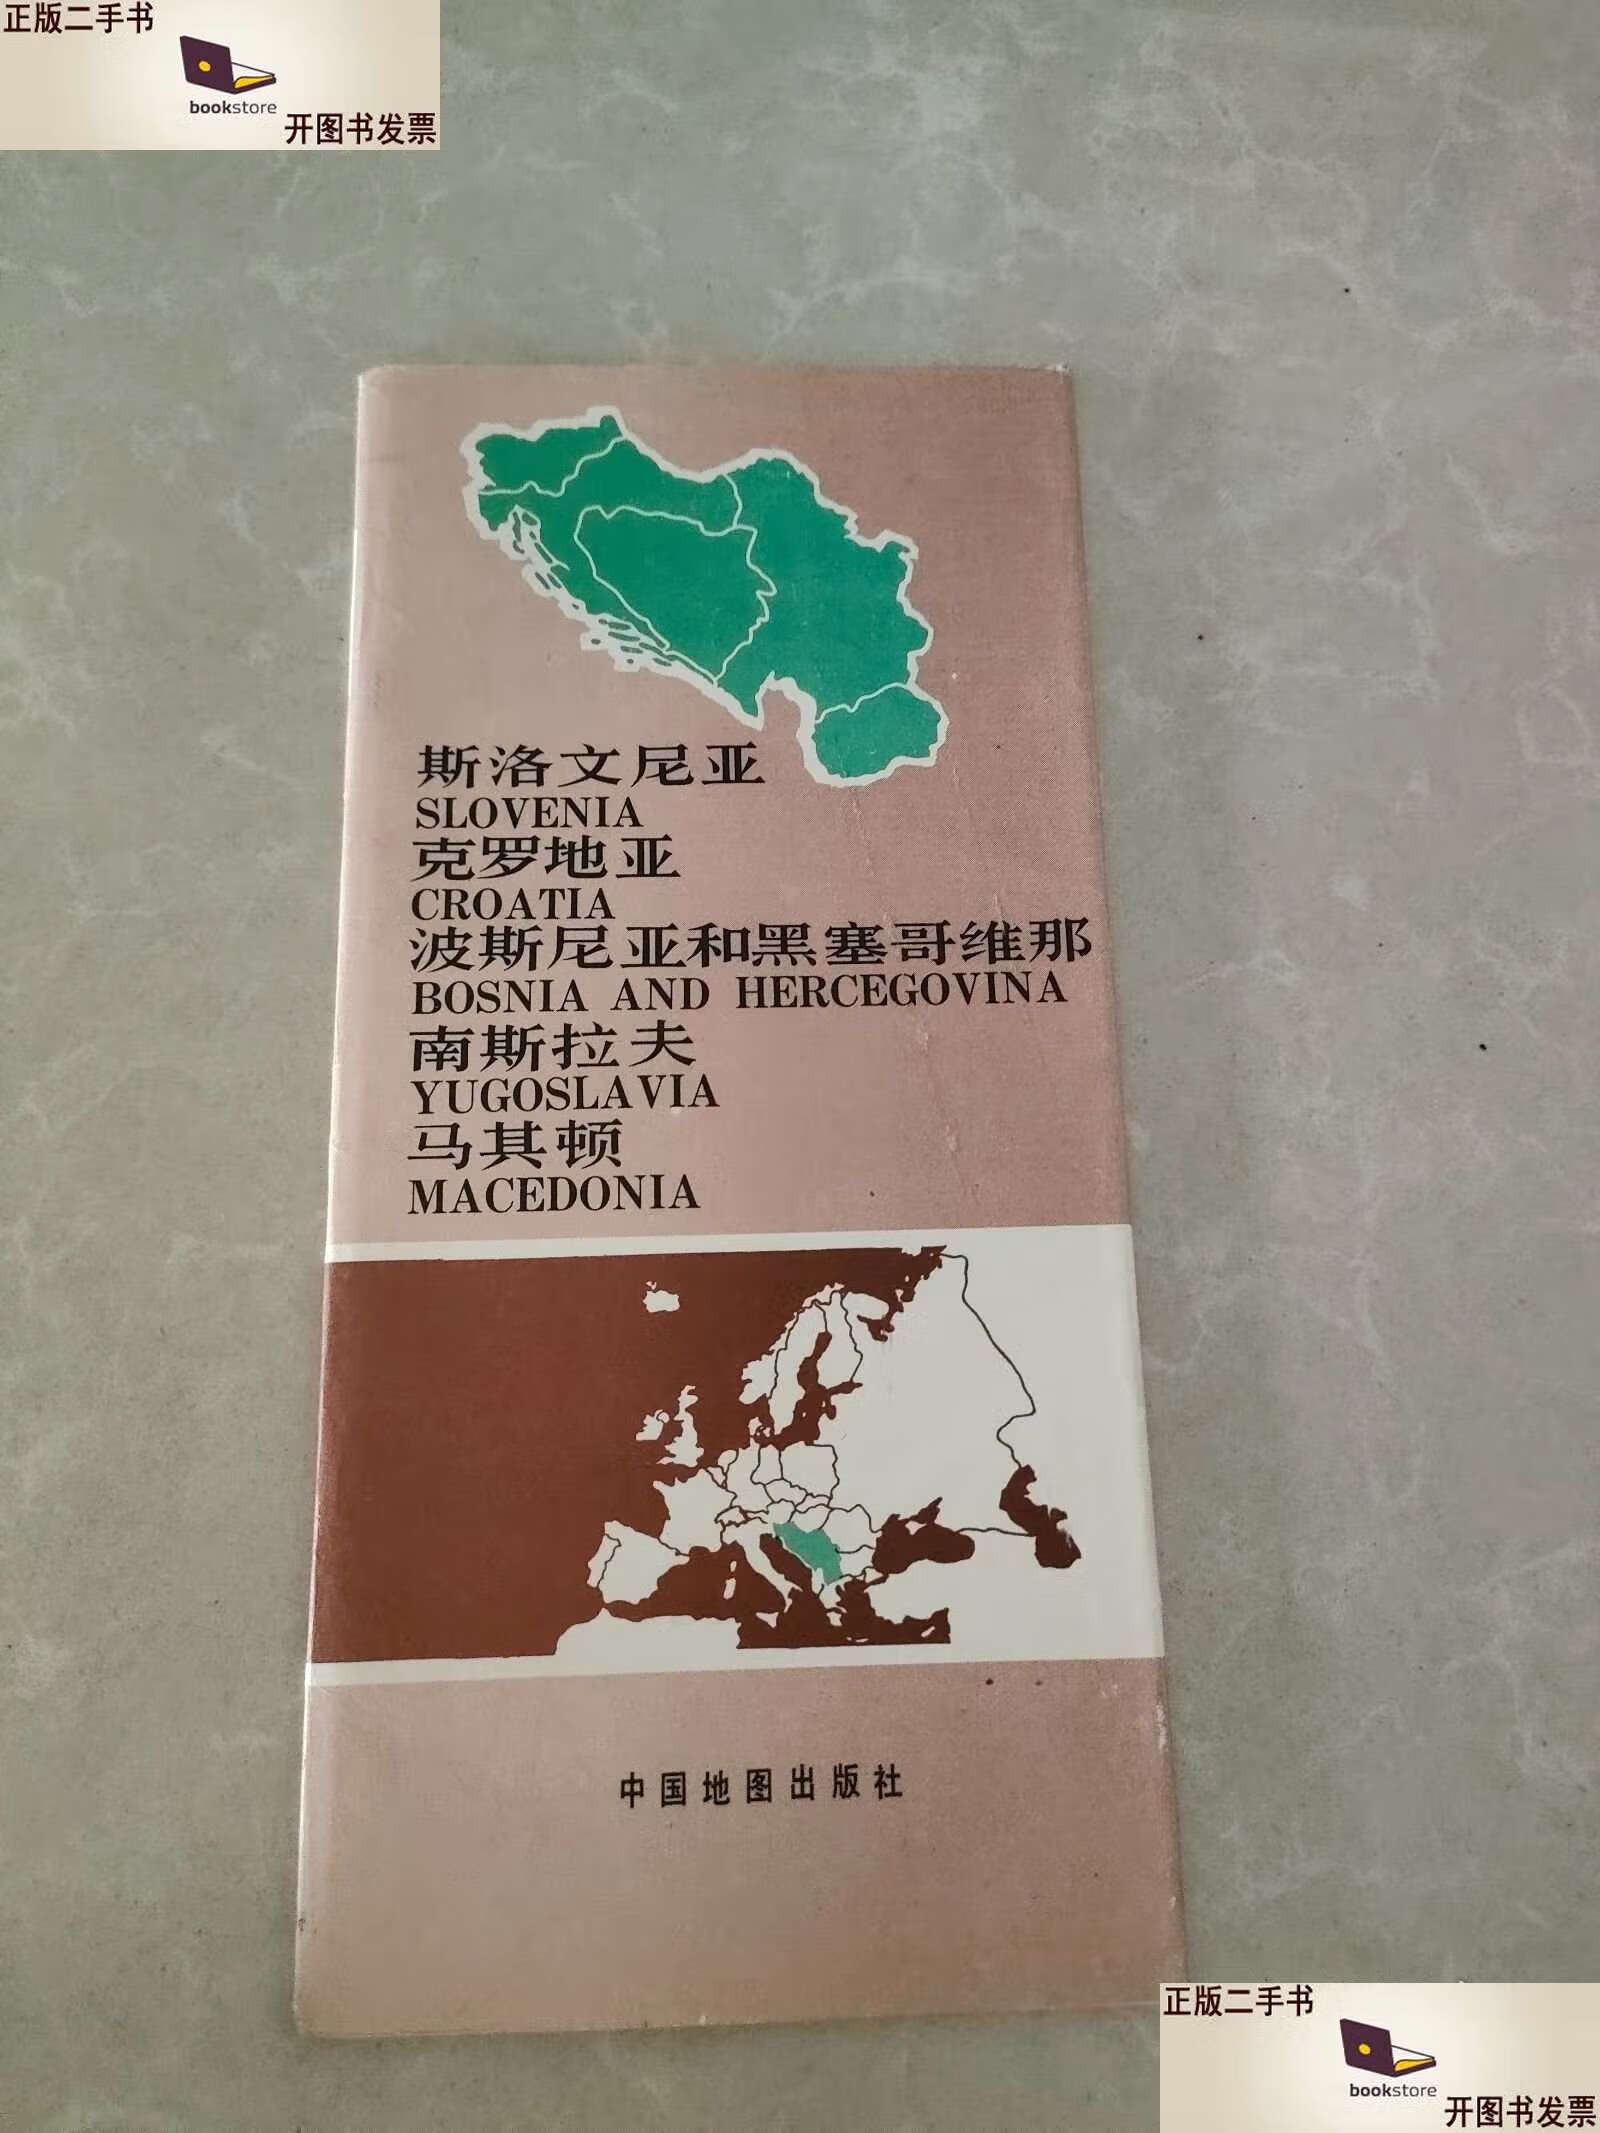 正版二手书
bookstore
开图书发票
斯洛文尼亚
SLOVENIA
克罗地亚
CROATIA
波斯尼亚和黑塞哥维那
BOSNIA AND HERCEGOVINA
南斯拉夫
YUGOSLAVIA
马其顿
MACEDONIA
中国地图出版社
正版二手书
bookstore
开图书发票